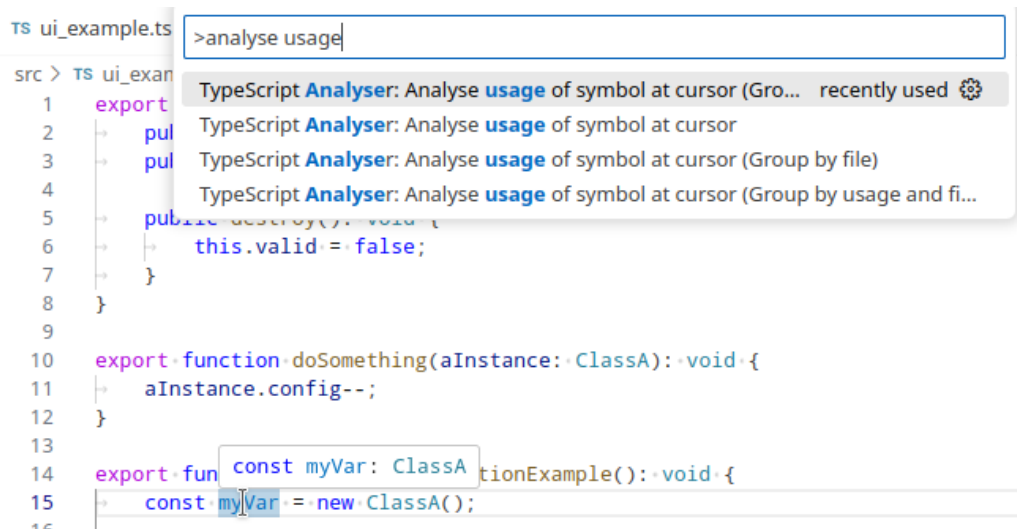 TS ui_example.ts
>analyse usage
src > TS ui_exam
TypeScript Analyser: Analyse usage of symbol at cursor (Gro... recently used
TypeScript Analyser: Analyse usage of symbol at cursor
TypeScript Analyser: Analyse usage of symbol at cursor (Group by file)
TypeScript Analyser: Analyse usage of symbol at cursor (Group by usage and fi...
1 export
2 pub
3 pub
4
5 public destroy(): void {
6 this.valid = false;
7 }
8 }
9
10 export function doSomething(aInstance: ClassA): void {
11 aInstance.config--;
12 }
13
const myVar: ClassA
14 export fun tionExample(): void {
15 const myVar = new ClassA();
16